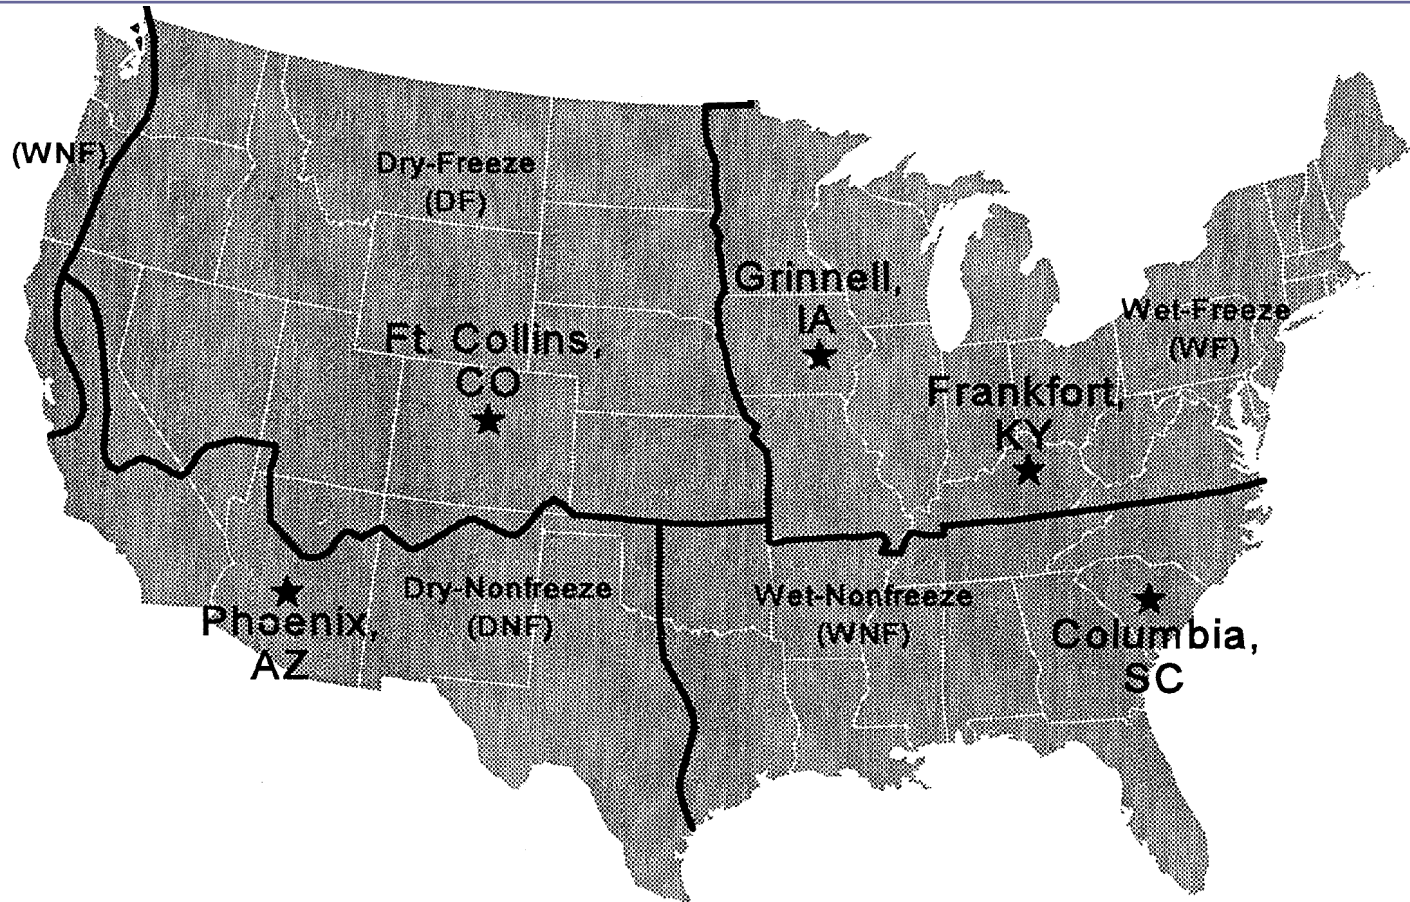 (WNF)
Dry-Freeze
(DF)
Grinnell,
IA
Wet-Freeze
(WF)
Ft. Collins,
CO
Frankfort,
KY
Dry-Nonfreeze
(DNF)
Wet-Nonfreeze
(WNF)
Phoenix,
AZ
Columbia,
SC